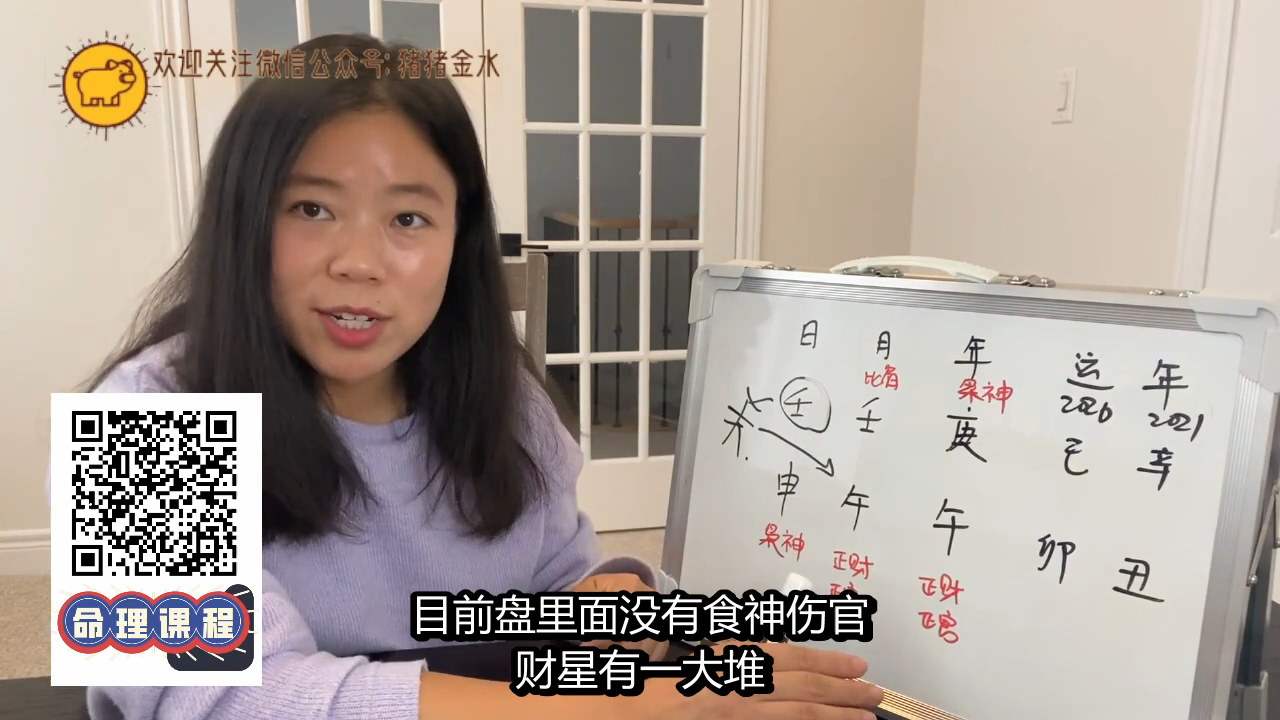 欢迎关注微信公众号:猪猪金水
日 月 年 运 年
比肩 枭神 2020 2021
壬 壬 庚 己 辛
申 午 午 卯 丑
枭神 正财 正财
正官
命理课程
目前盘里面没有食神伤官
财星有一大堆